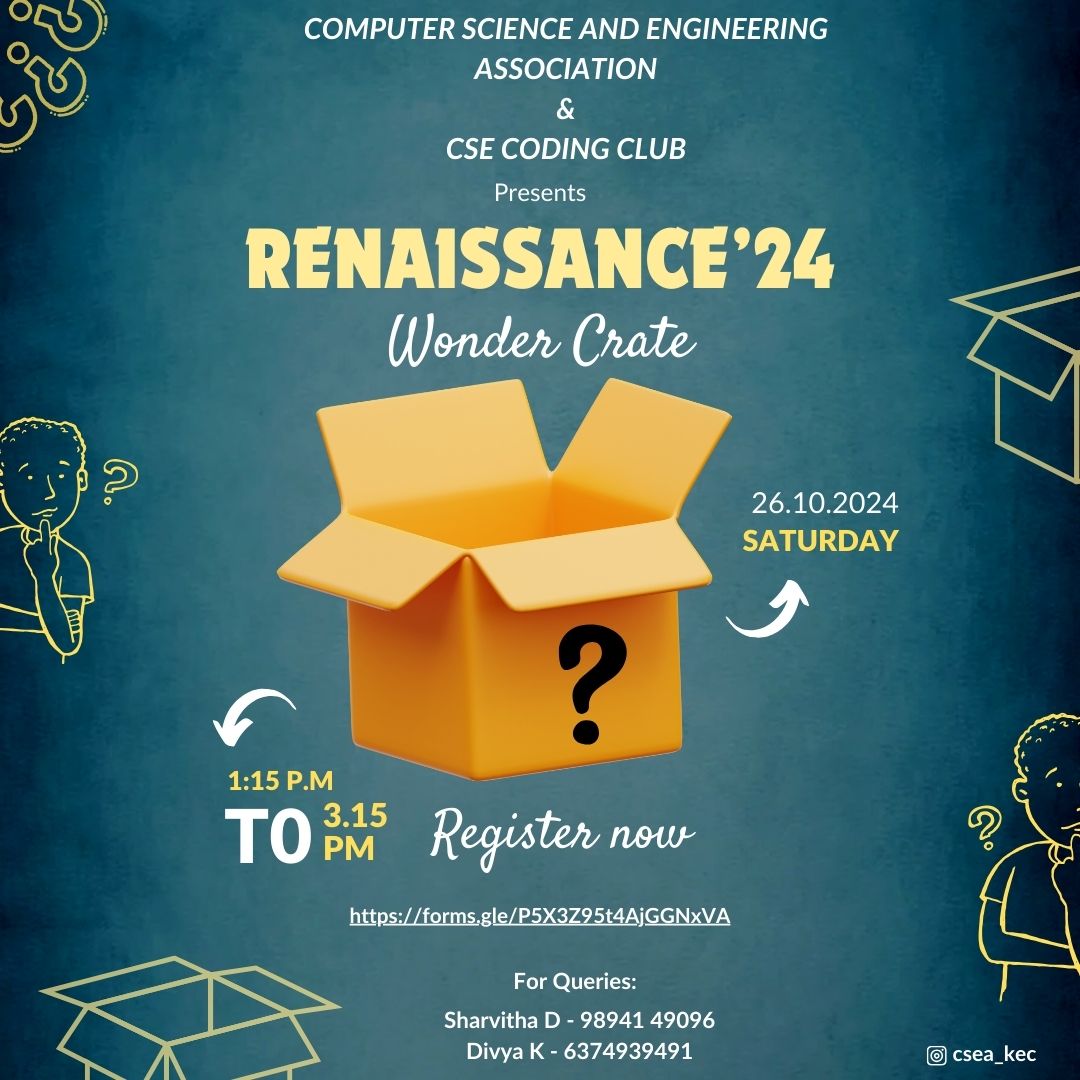 COMPUTER SCIENCE AND ENGINEERING
ASSOCIATION
&
CSE CODING CLUB
Presents
RENAISSANCE'24
Wonder Crate
26.10.2024
SATURDAY
?
1:15 P.M
TO 3.15
PM
Register now
https://forms.gle/P5X3Z95t4AjGGNxVA
For Queries:
Sharvitha D - 98941 49096
Divya K - 6374939491
csea_kec